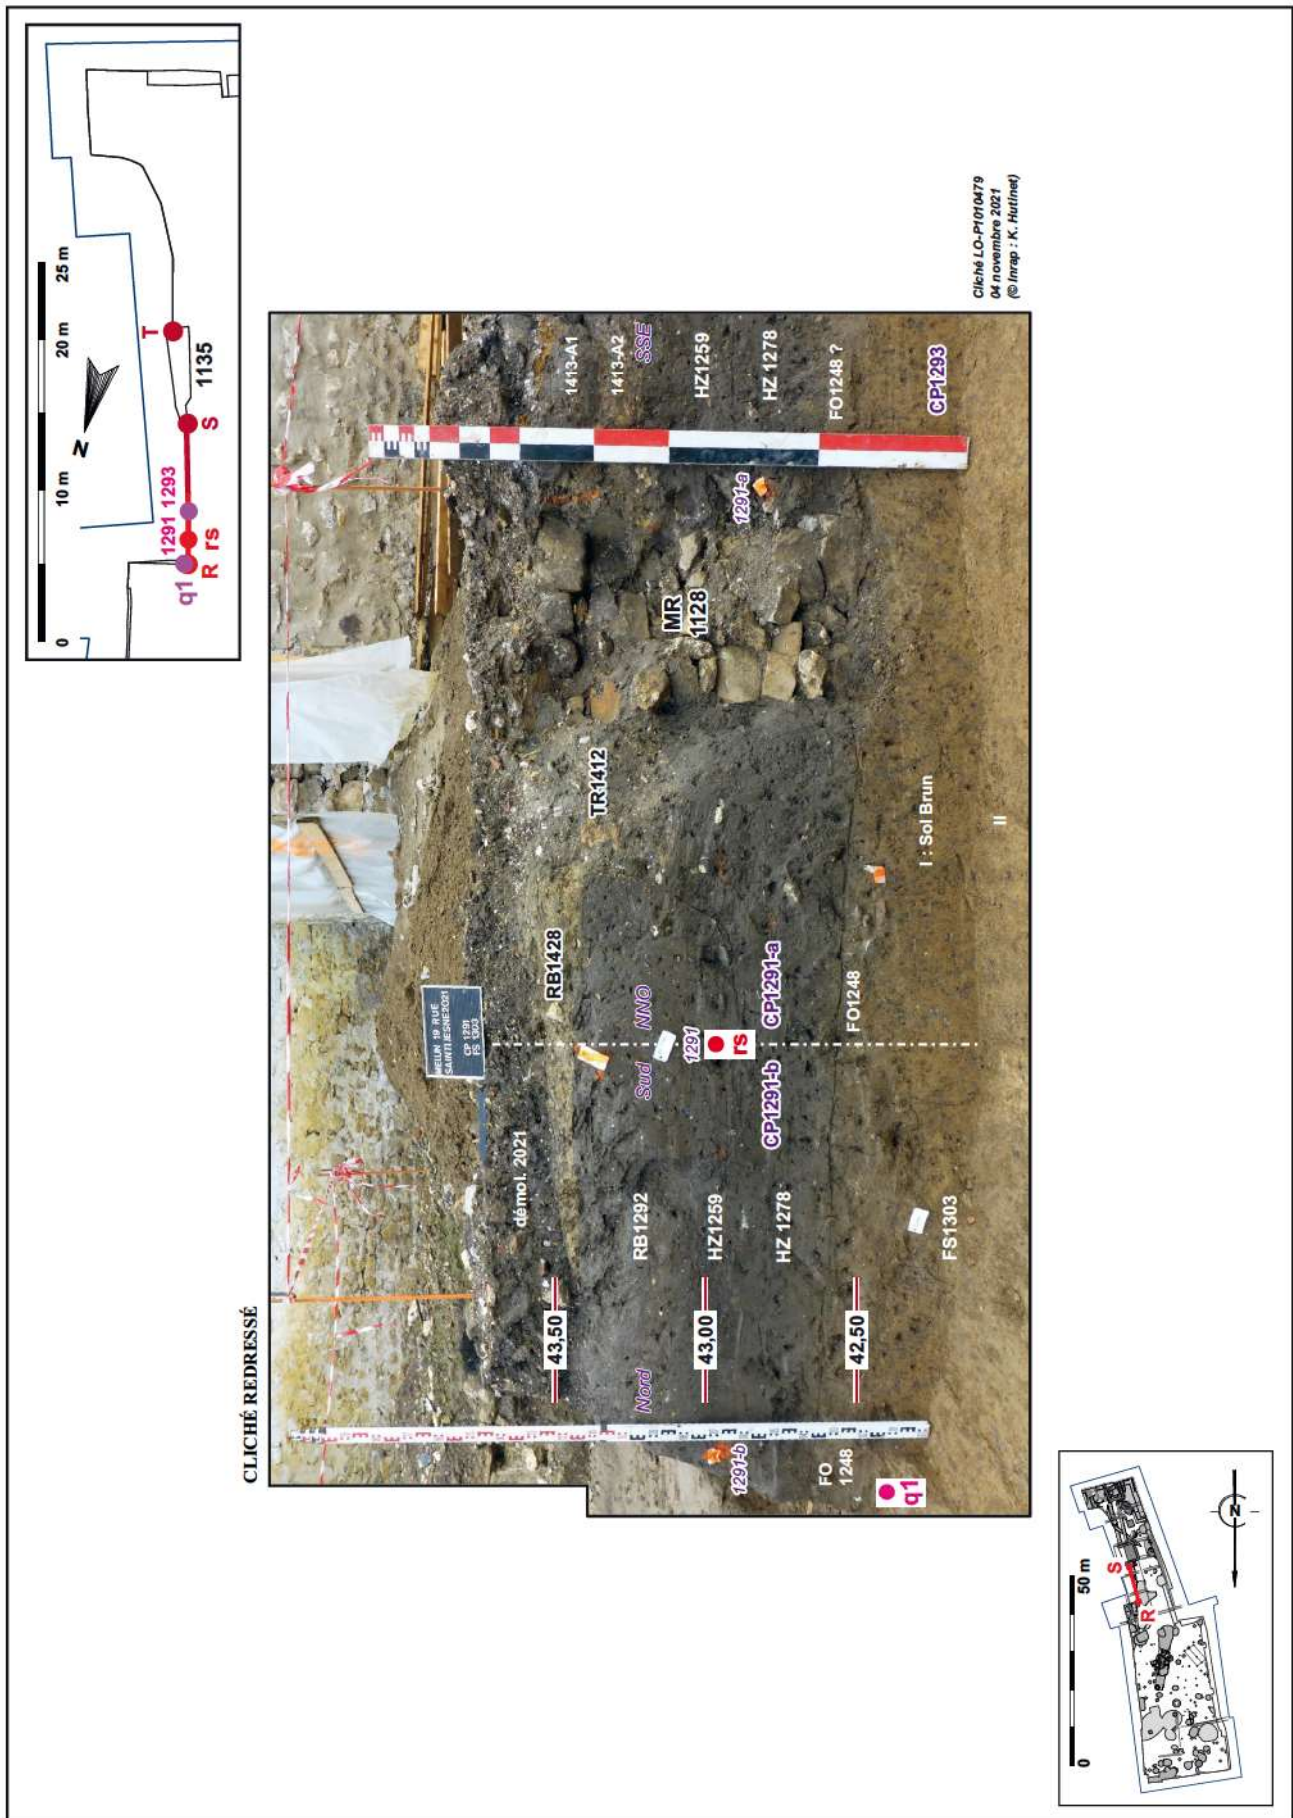 CLICHÉ REDRESSÉ
MELUN 19 RUE
SAINT LIESNE 2021
CP 1291
FS 1303
démol. 2021
RB1428
TR1412
MR
1128
1413-A1
1413-A2
Nord
Sud
NNO
SSE
RB1292
HZ1259
HZ 1278
1291
rs
CP1291-b
CP1291-a
1291-a
HZ1259
HZ 1278
FO1248 ?
CP1293
43,50
43,00
42,50
1291-b
FO
1248
q1
FO1248
FS1303
I : Sol Brun
II
Cliché LO-P1010479
04 novembre 2021
(© Inrap : K. Hutinet)
0
10 m
20 m
25 m
N
q1
1291 1293
R rs
S
T
1135
0
50 m
R
S
N